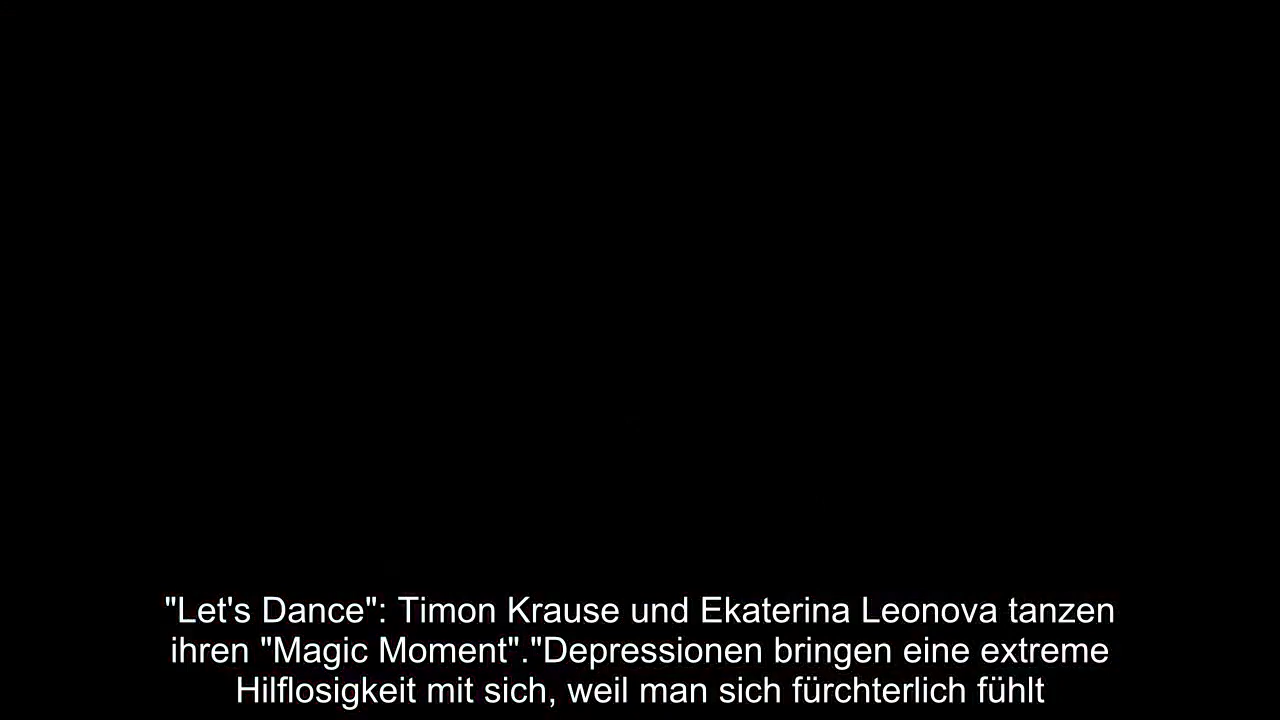 "Let's Dance": Timon Krause und Ekaterina Leonova tanzen
ihren "Magic Moment"."Depressionen bringen eine extreme
Hilflosigkeit mit sich, weil man sich fürchterlich fühlt